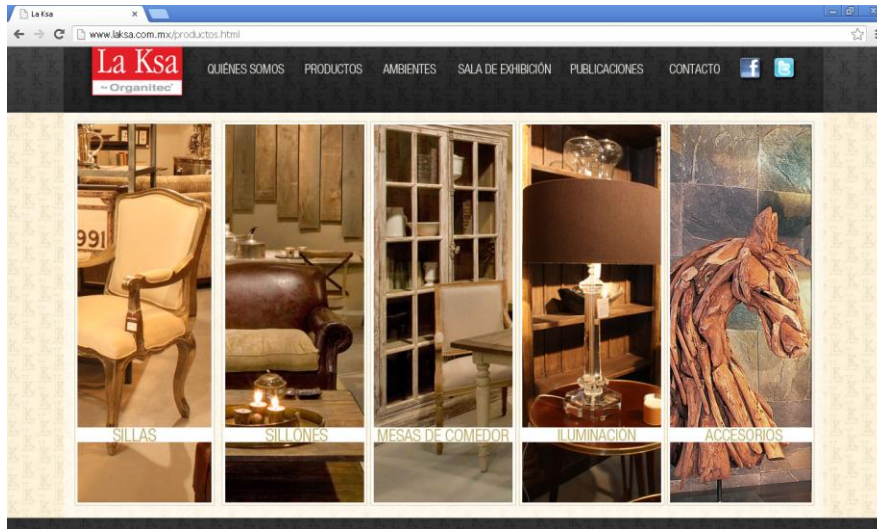 La Ksa
www.laksa.com.mx/productos.html
La Ksa
by Organitec
QUIÉNES SOMOS PRODUCTOS AMBIENTES SALA DE EXHIBICIÓN PUBLICACIONES CONTACTO
991
SILLAS SILLONES MESAS DE COMEDOR ILUMINACIÓN ACCESORIOS